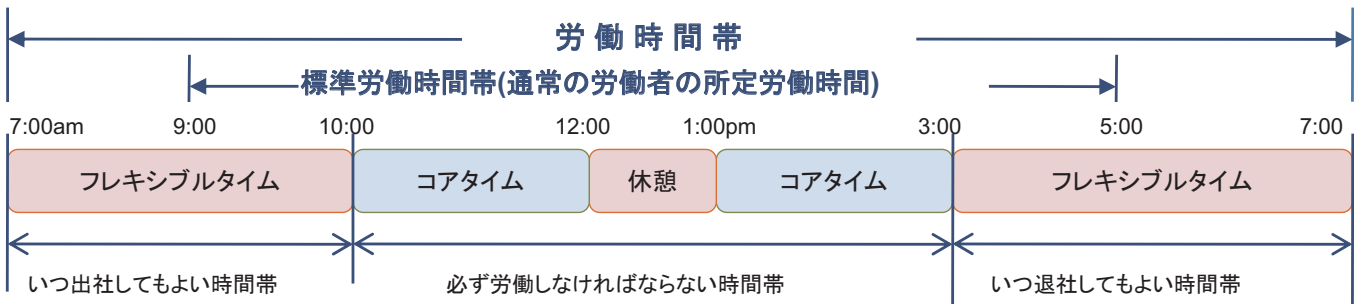 労働時間帯
標準労働時間帯(通常の労働者の所定労働時間)
7:00am 9:00 10:00 12:00 1:00pm 3:00 5:00 7:00
フレキシブルタイム コアタイム 休憩 コアタイム フレキシブルタイム
いつ出社してもよい時間帯 必ず労働しなければならない時間帯 いつ退社してもよい時間帯